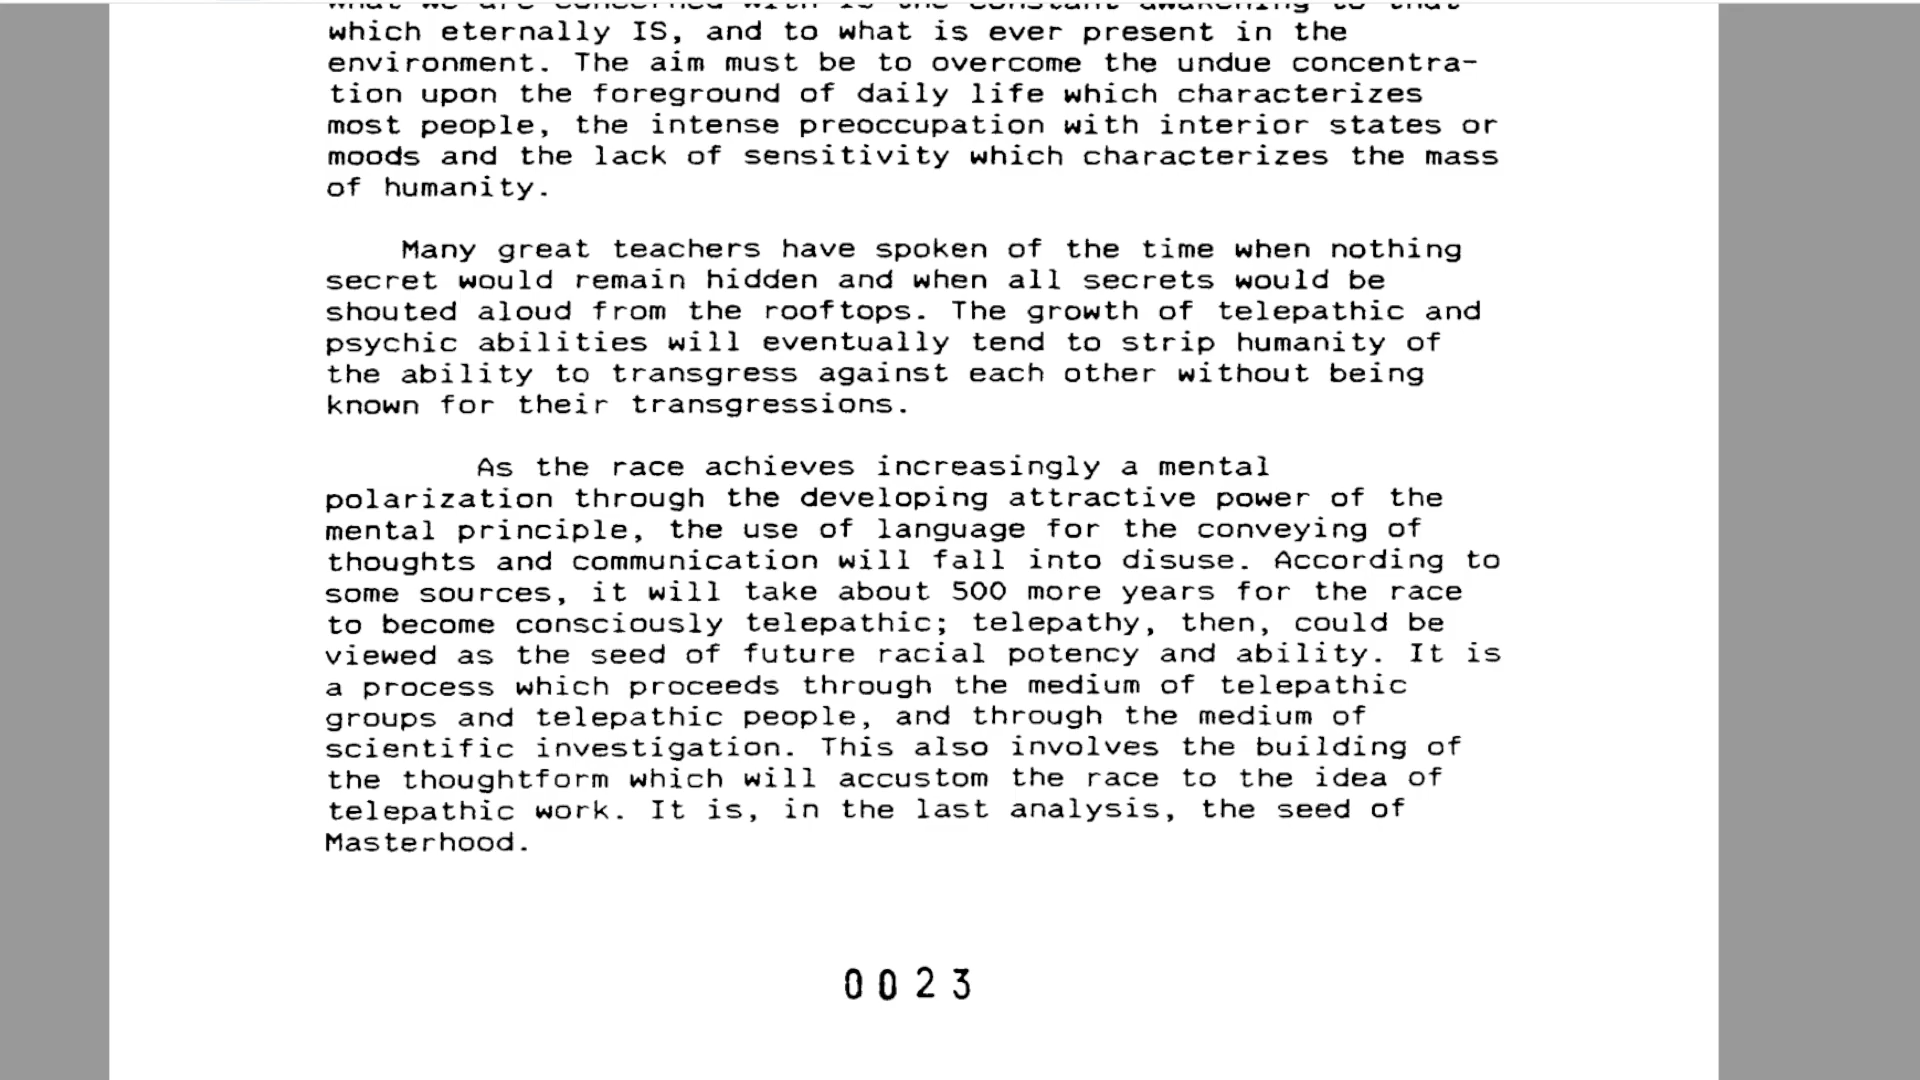 what we are concerned with is the constant awakening to that
which eternally IS, and to what is ever present in the
environment. The aim must be to overcome the undue concentra-
tion upon the foreground of daily life which characterizes
most people, the intense preoccupation with interior states or
moods and the lack of sensitivity which characterizes the mass
of humanity.
Many great teachers have spoken of the time when nothing
secret would remain hidden and when all secrets would be
shouted aloud from the rooftops. The growth of telepathic and
psychic abilities will eventually tend to strip humanity of
the ability to transgress against each other without being
known for their transgressions.
As the race achieves increasingly a mental
polarization through the developing attractive power of the
mental principle, the use of language for the conveying of
thoughts and communication will fall into disuse. According to
some sources, it will take about 500 more years for the race
to become consciously telepathic; telepathy, then, could be
viewed as the seed of future racial potency and ability. It is
a process which proceeds through the medium of telepathic
groups and telepathic people, and through the medium of
scientific investigation. This also involves the building of
the thoughtform which will accustom the race to the idea of
telepathic work. It is, in the last analysis, the seed of
Masterhood.
0023